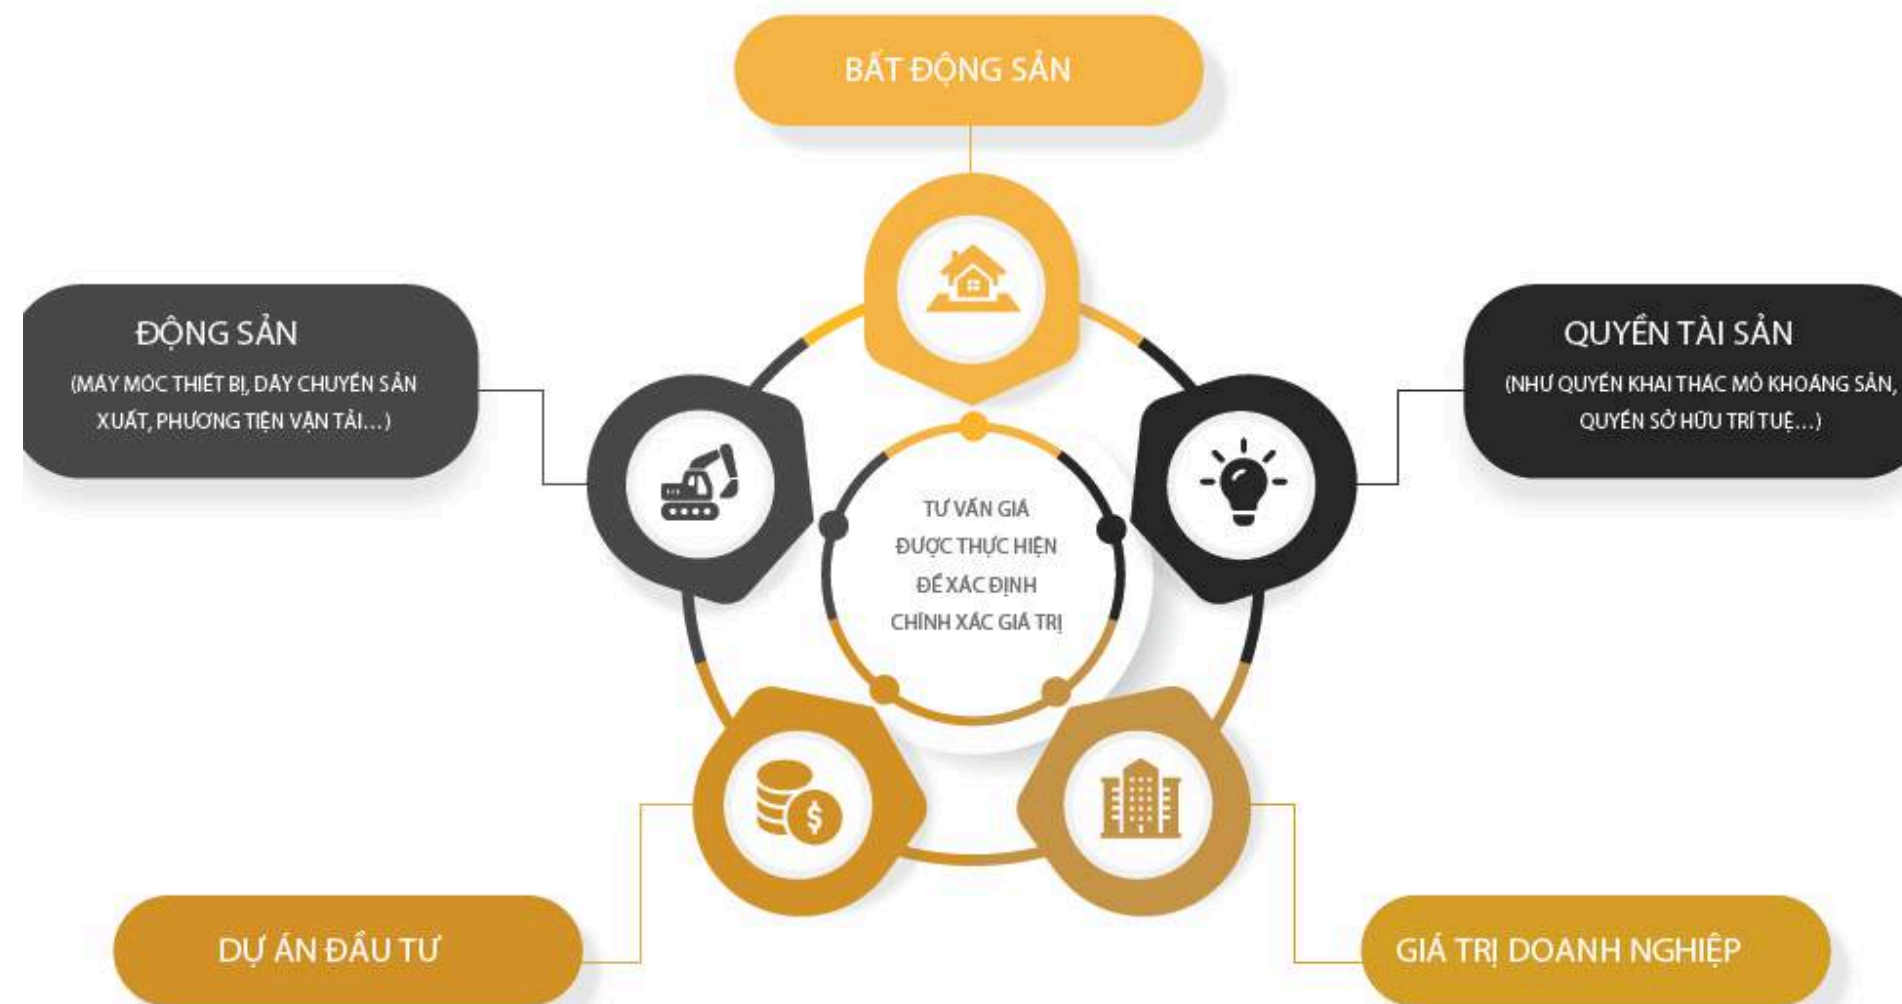 BẤT ĐỘNG SẢN
ĐỘNG SẢN
(MÁY MÓC THIẾT BỊ, DÂY CHUYỀN SẢN
XUẤT, PHƯƠNG TIỆN VẬN TẢI...)
QUYỀN TÀI SẢN
(NHƯ QUYỀN KHAI THÁC MỎ KHOÁNG SẢN,
QUYỀN SỞ HỮU TRÍ TUỆ...)
TƯ VẤN GIÁ
ĐƯỢC THỰC HIỆN
ĐỂ XÁC ĐỊNH
CHÍNH XÁC GIÁ TRỊ
$
DỰ ÁN ĐẦU TƯ
GIÁ TRỊ DOANH NGHIỆP